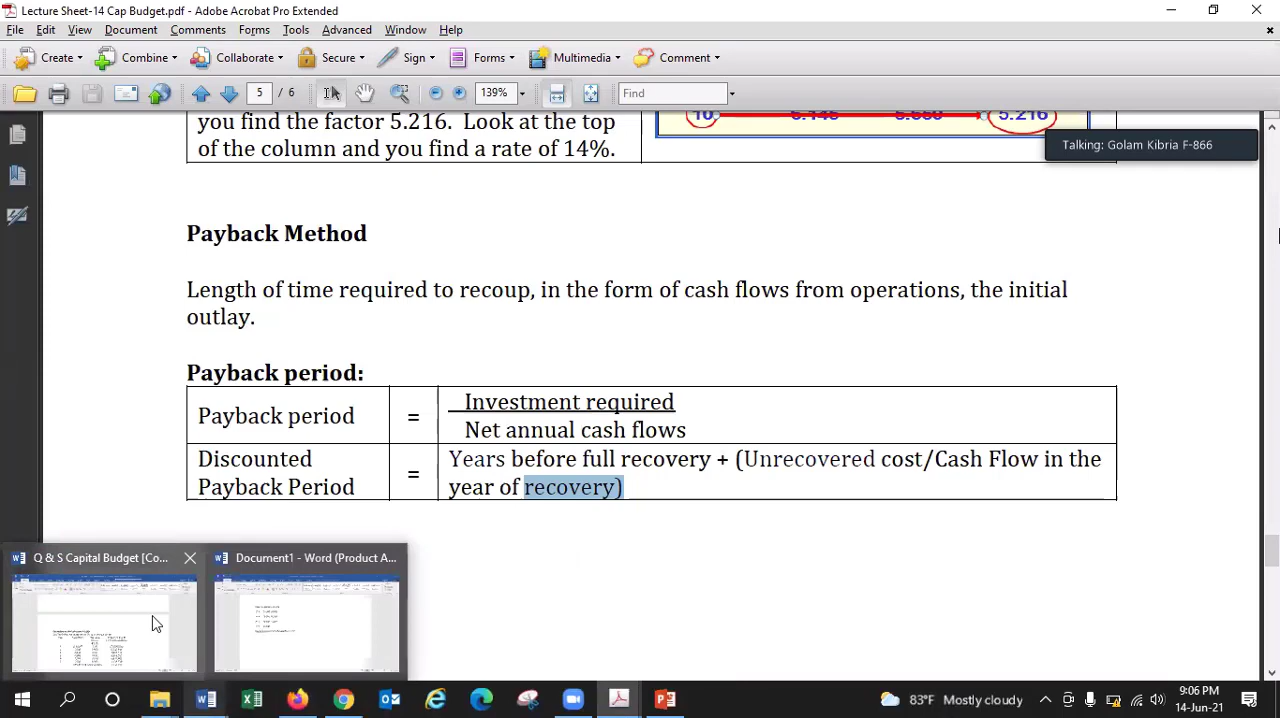 Lecture Sheet-14 Cap Budget.pdf - Adobe Acrobat Pro Extended
File Edit View Document Comments Forms Tools Advanced Window Help
Create Combine Collaborate Secure Sign Forms Multimedia Comment
5 / 6 139% Find
you find the factor 5.216. Look at the top
of the column and you find a rate of 14%.
10 5.216
Talking: Golam Kibria F-866
Payback Method
Length of time required to recoup, in the form of cash flows from operations, the initial
outlay.
Payback period:
Payback period = Investment required
Net annual cash flows
Discounted
Payback Period
=
Years before full recovery + (Unrecovered cost/Cash Flow in the
year of recovery)
Q & S Capital Budget [Co...
Document1 - Word (Product A...
83°F Mostly cloudy
9:06 PM
14-Jun-21